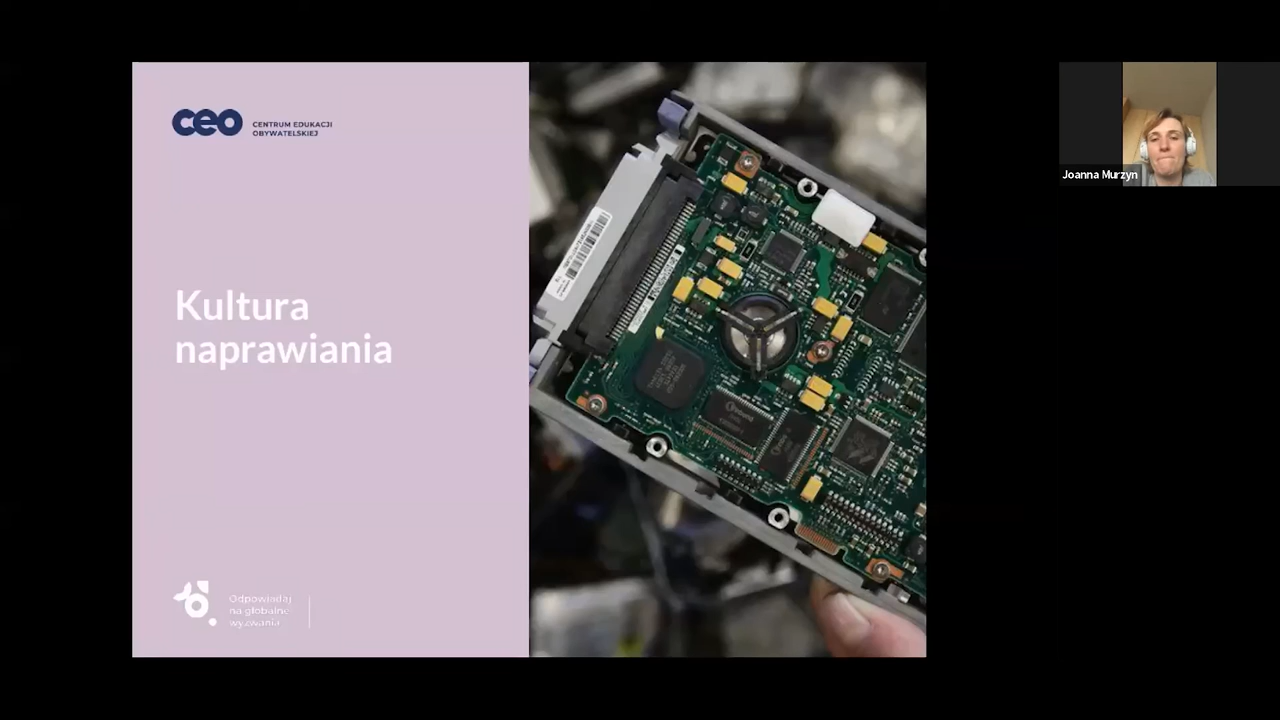 ceo
CENTRUM EDUKACJI
OBYWATELSKIEJ
Kultura
naprawiania
Odpowiadaj
na globalne
wyzwania
Joanna Murzyn